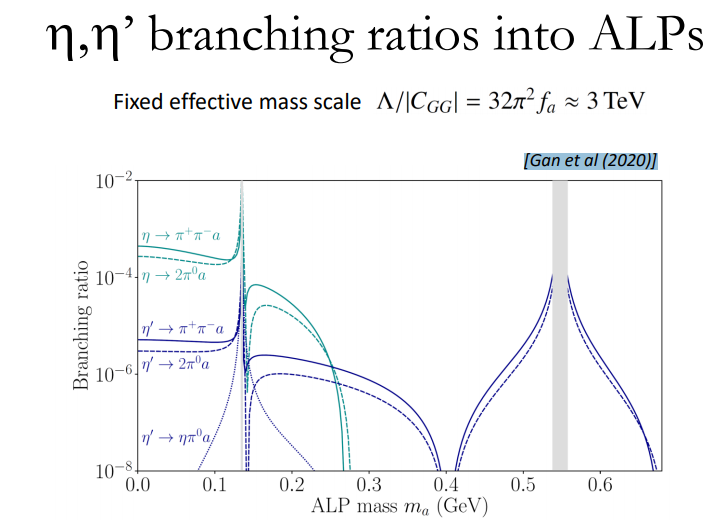 η,η’ branching ratios into ALPs
Fixed effective mass scale Λ/|C_GG| = 32π² f_a ≈ 3 TeV
[Gan et al (2020)]
10⁻²
10⁻⁴
10⁻⁶
10⁻⁸
Branching ratio
η → π⁺π⁻a
η → 2π⁰a
η′ → π⁺π⁻a
η′ → 2π⁰a
η′ → ηπ⁰a
0.0 0.1 0.2 0.3 0.4 0.5 0.6
ALP mass m_a (GeV)